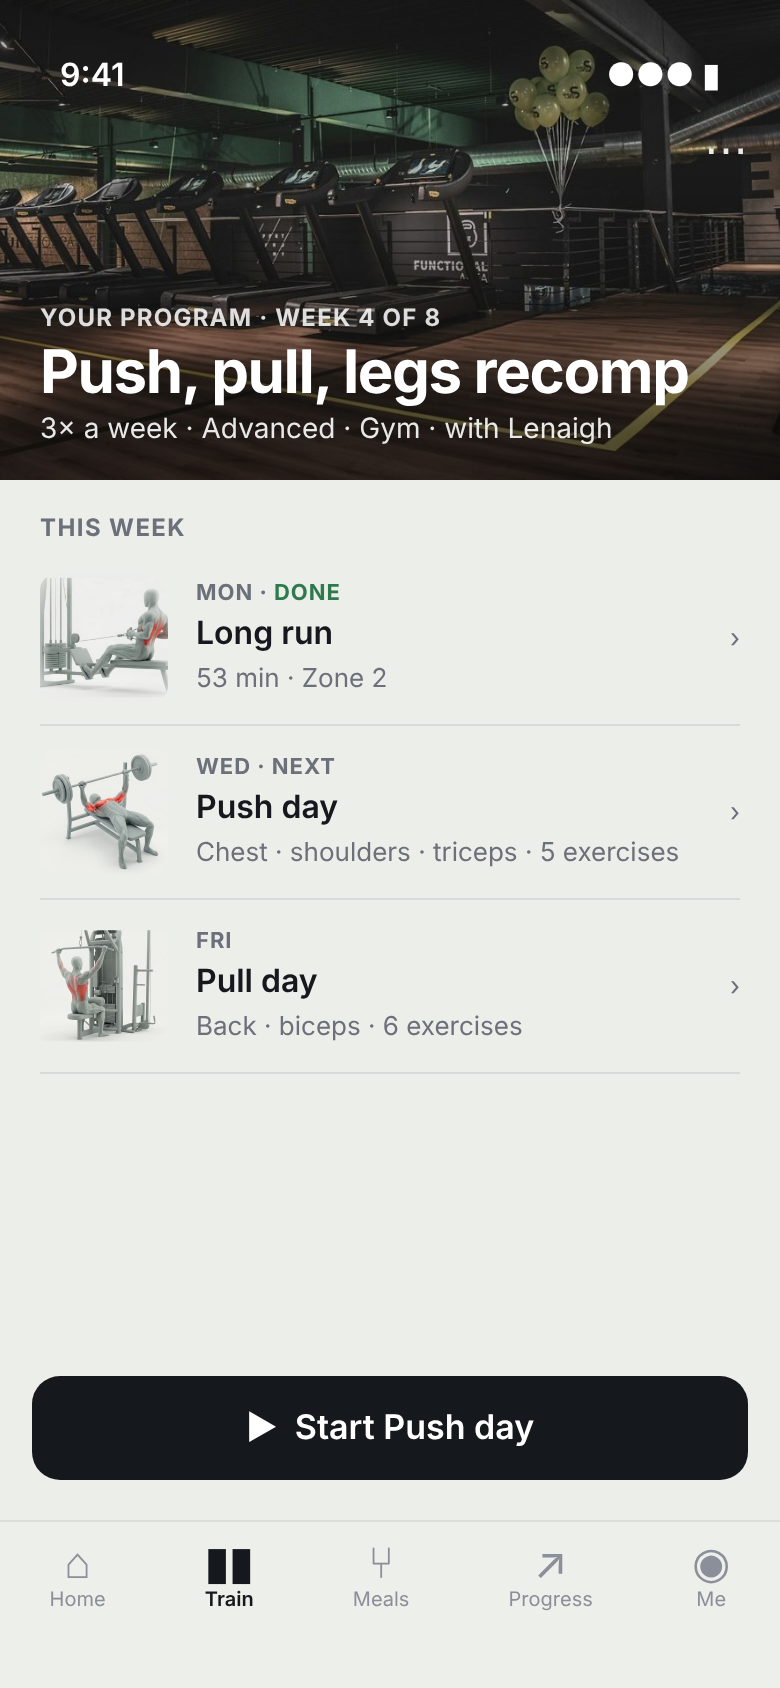 9:41
...
FUNCTIONAL
AREA
YOUR PROGRAM · WEEK 4 OF 8
Push, pull, legs recomp
3× a week · Advanced · Gym · with Lenaigh
THIS WEEK
MON · DONE
Long run
53 min · Zone 2
›
WED · NEXT
Push day
Chest · shoulders · triceps · 5 exercises
›
FRI
Pull day
Back · biceps · 6 exercises
›
▶ Start Push day
Home
Train
Meals
Progress
Me